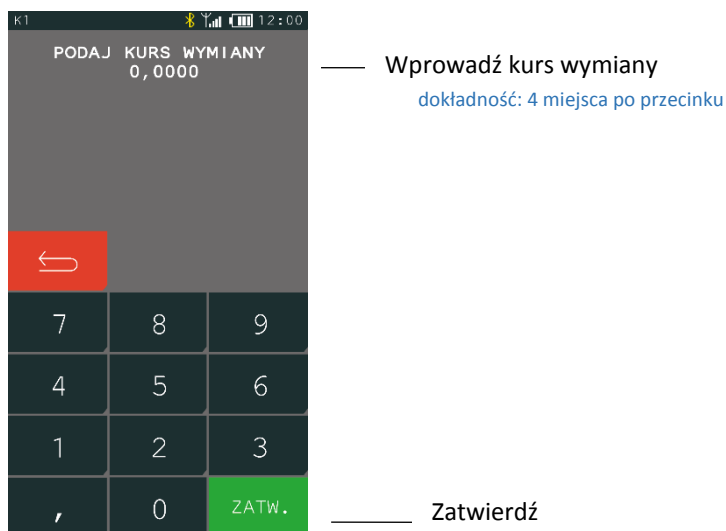 K1 12:00
PODAJ KURS WYMIANY
0,0000
Wprowadź kurs wymiany
dokładność: 4 miejsca po przecinku
7 8 9
4 5 6
1 2 3
, 0 ZATW.
Zatwierdź